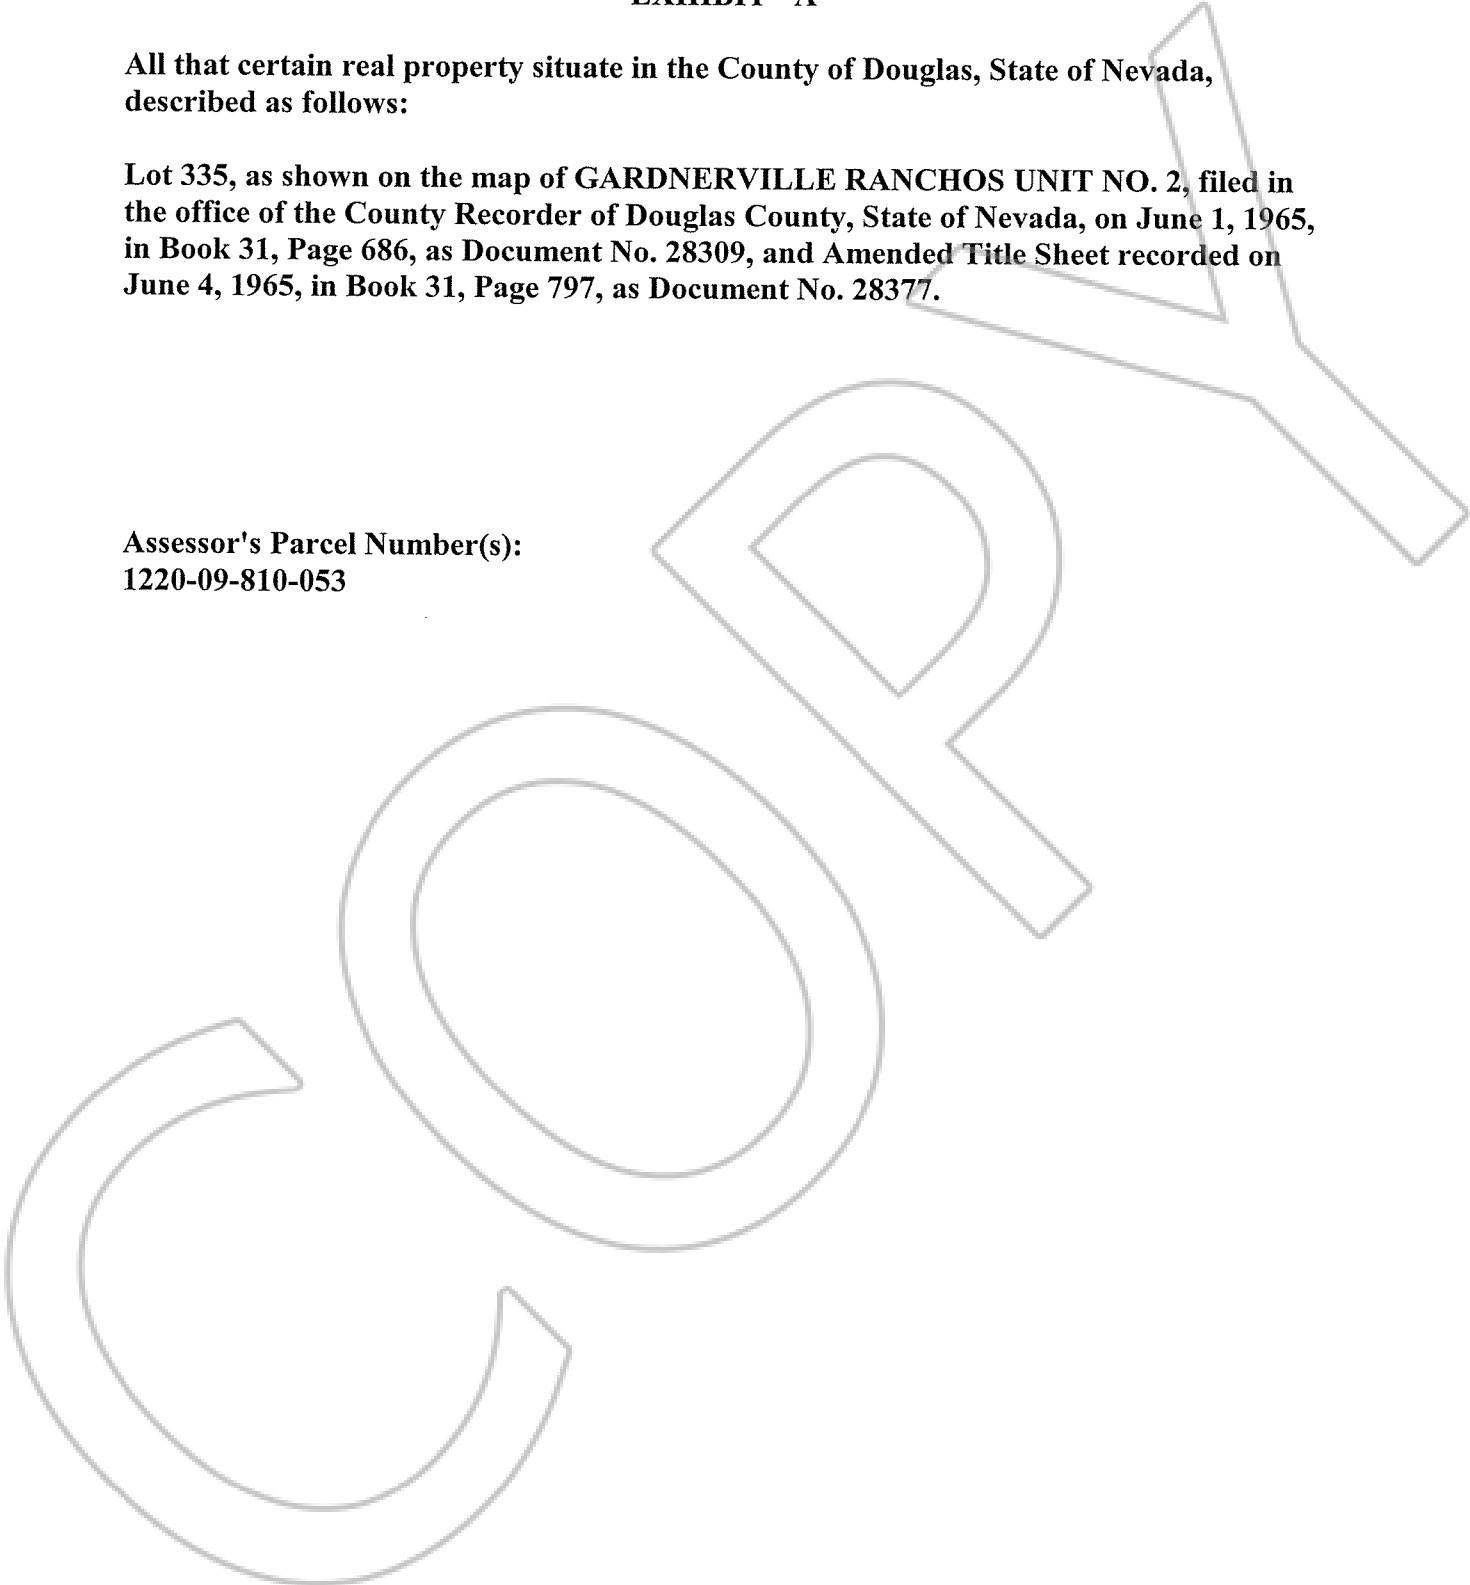 EXHIBIT "A"
All that certain real property situate in the County of Douglas, State of Nevada,
described as follows:
Lot 335, as shown on the map of GARDNERVILLE RANCHOS UNIT NO. 2, filed in
the office of the County Recorder of Douglas County, State of Nevada, on June 1, 1965,
in Book 31, Page 686, as Document No. 28309, and Amended Title Sheet recorded on
June 4, 1965, in Book 31, Page 797, as Document No. 28377.
Assessor's Parcel Number(s):
1220-09-810-053
COPY